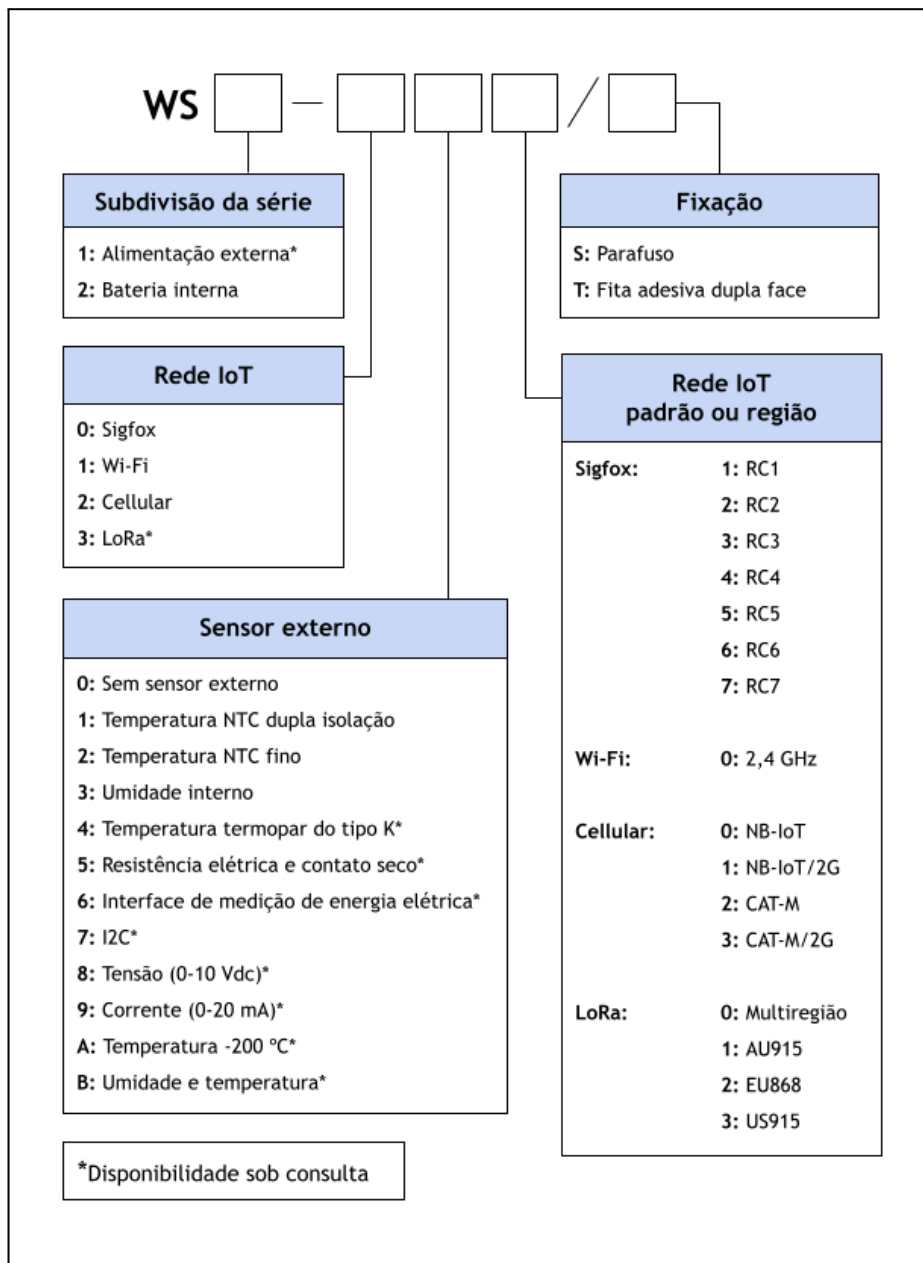 WS – /
Subdivisão da série
1: Alimentação externa*
2: Bateria interna
Fixação
S: Parafuso
T: Fita adesiva dupla face
Rede IoT
0: Sigfox
1: Wi-Fi
2: Cellular
3: LoRa*
Rede IoT
padrão ou região
Sigfox: 1: RC1
2: RC2
3: RC3
4: RC4
5: RC5
6: RC6
7: RC7
Wi-Fi: 0: 2,4 GHz
Cellular: 0: NB-IoT
1: NB-IoT/2G
2: CAT-M
3: CAT-M/2G
LoRa: 0: Multiregião
1: AU915
2: EU868
3: US915
Sensor externo
0: Sem sensor externo
1: Temperatura NTC dupla isolação
2: Temperatura NTC fino
3: Umidade interno
4: Temperatura termopar do tipo K*
5: Resistência elétrica e contato seco*
6: Interface de medição de energia elétrica*
7: I2C*
8: Tensão (0-10 Vdc)*
9: Corrente (0-20 mA)*
A: Temperatura -200 ºC*
B: Umidade e temperatura*
*Disponibilidade sob consulta